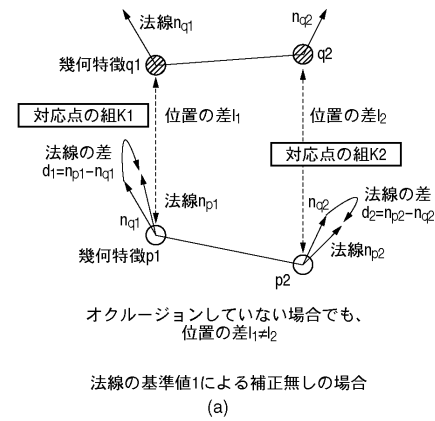 法線nq1
nq2
幾何特徴q1
q2
対応点の組K1
位置の差l1
位置の差l2
対応点の組K2
法線の差
d1=np1−nq1
法線の差
d2=np2−nq2
nq1
法線np1
nq2
法線np2
幾何特徴p1
p2
オクルージョンしていない場合でも、
位置の差l1≠l2
法線の基準値1による補正無しの場合
(a)